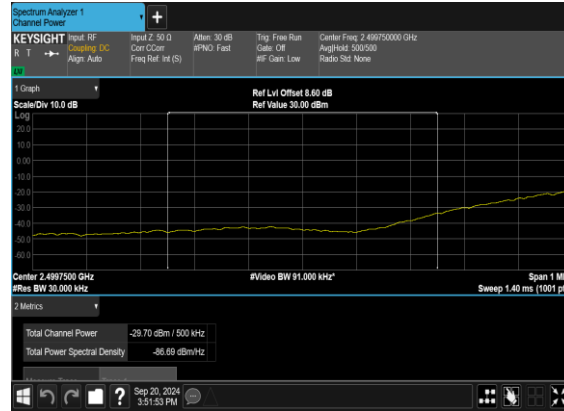 Spectrum Analyzer 1
Channel Power
+
KEYSIGHT Input: RF Input Z: 50 Ω Atten: 30 dB Trig: Free Run Center Freq: 2.499750000 GHz
R T Coupling: DC Corr CCorr #PNO: Fast Gate: Off Avg|Hold: 500/500
Align: Auto Freq Ref: Int (S) #IF Gain: Low Radio Std: None
1 Graph
Ref Lvl Offset 8.60 dB
Scale/Div 10.0 dB Ref Value 30.00 dBm
Log
20.0
10.0
0.00
-10.0
-20.0
-30.0
-40.0
-50.0
-60.0
Center 2.4997500 GHz #Video BW 91.000 kHz* Span 1 M
#Res BW 30.000 kHz Sweep 1.40 ms (1001 pt
2 Metrics
Total Channel Power -29.70 dBm / 500 kHz
Total Power Spectral Density -86.69 dBm/Hz
?
Sep 20, 2024
3:51:53 PM